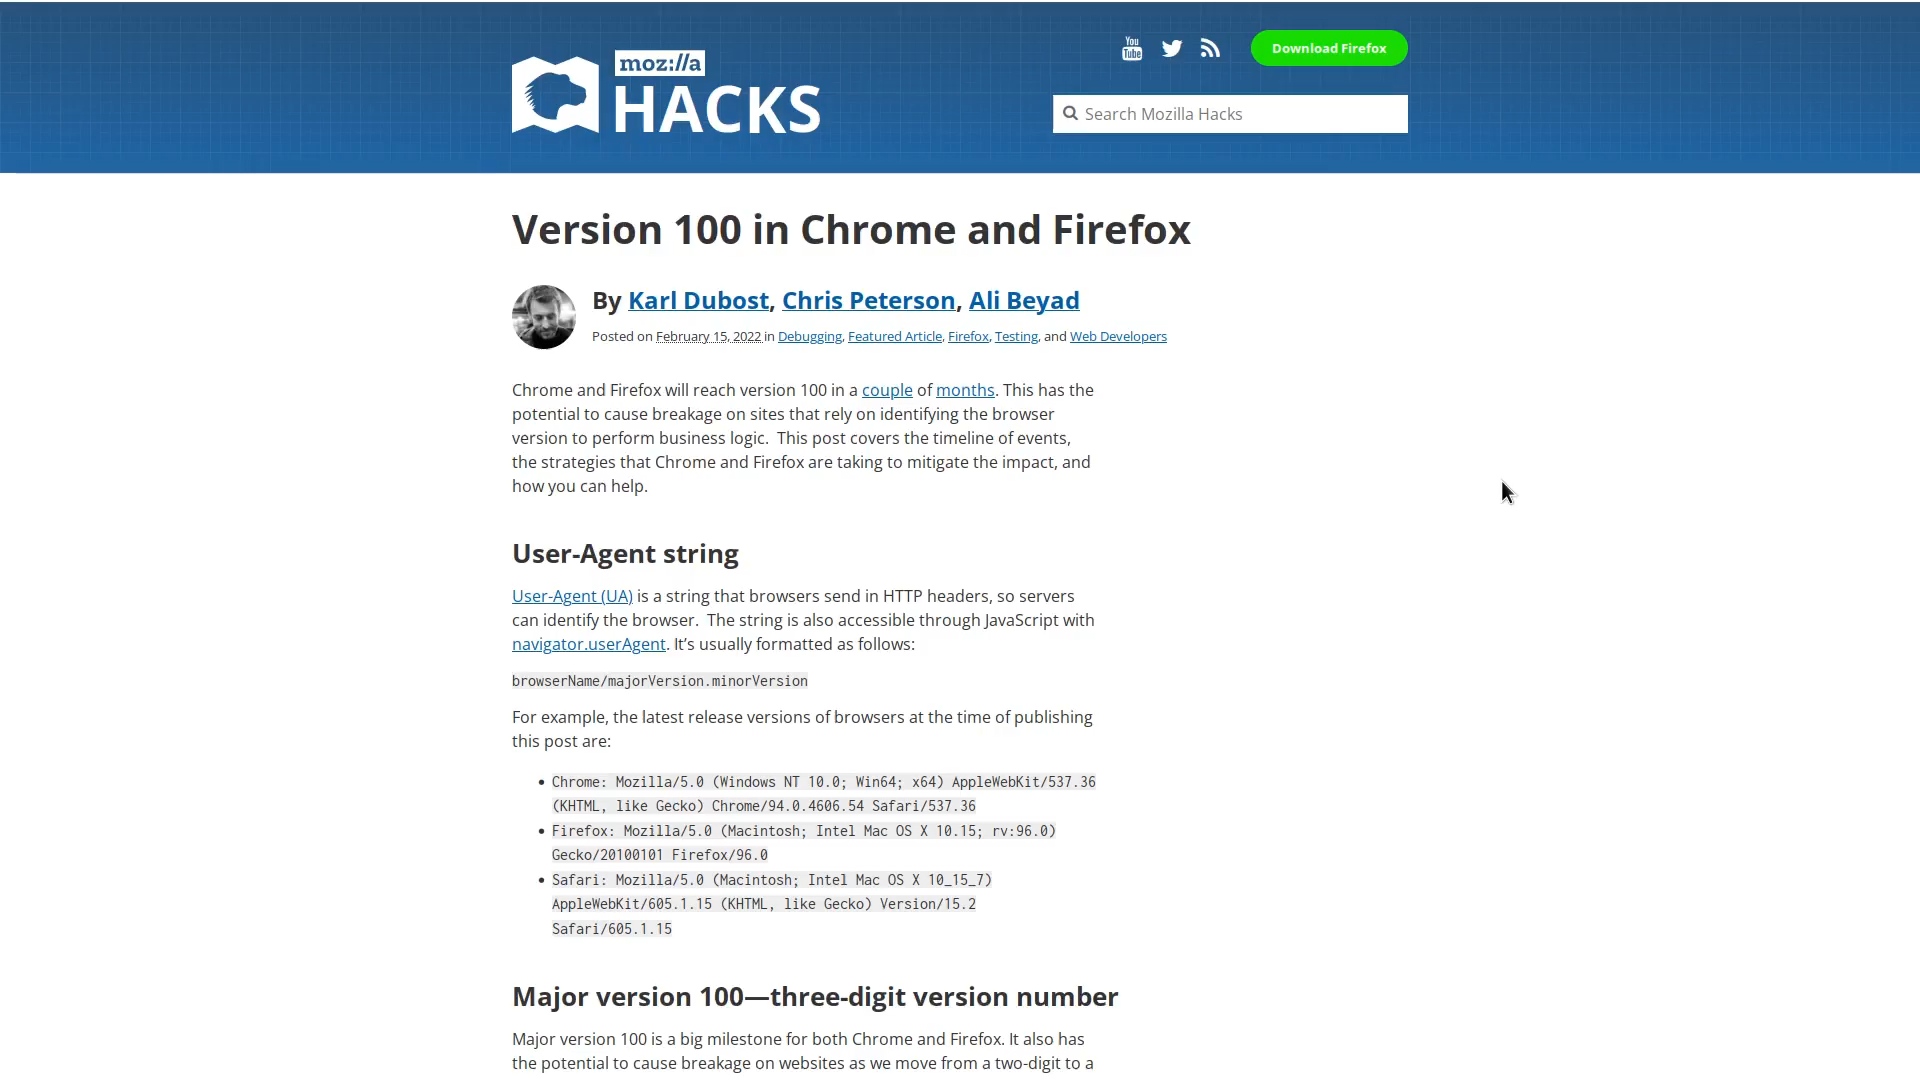 You
Tube
Download Firefox
moz://a
HACKS
Search Mozilla Hacks
Version 100 in Chrome and Firefox
By Karl Dubost, Chris Peterson, Ali Beyad
Posted on February 15, 2022 in Debugging, Featured Article, Firefox, Testing, and Web Developers
Chrome and Firefox will reach version 100 in a couple of months. This has the
potential to cause breakage on sites that rely on identifying the browser
version to perform business logic.  This post covers the timeline of events,
the strategies that Chrome and Firefox are taking to mitigate the impact, and
how you can help.
User-Agent string
User-Agent (UA) is a string that browsers send in HTTP headers, so servers
can identify the browser.  The string is also accessible through JavaScript with
navigator.userAgent. It’s usually formatted as follows:
browserName/majorVersion.minorVersion
For example, the latest release versions of browsers at the time of publishing
this post are:
• Chrome: Mozilla/5.0 (Windows NT 10.0; Win64; x64) AppleWebKit/537.36
(KHTML, like Gecko) Chrome/94.0.4606.54 Safari/537.36
• Firefox: Mozilla/5.0 (Macintosh; Intel Mac OS X 10.15; rv:96.0)
Gecko/20100101 Firefox/96.0
• Safari: Mozilla/5.0 (Macintosh; Intel Mac OS X 10_15_7)
AppleWebKit/605.1.15 (KHTML, like Gecko) Version/15.2
Safari/605.1.15
Major version 100—three-digit version number
Major version 100 is a big milestone for both Chrome and Firefox. It also has
the potential to cause breakage on websites as we move from a two-digit to a